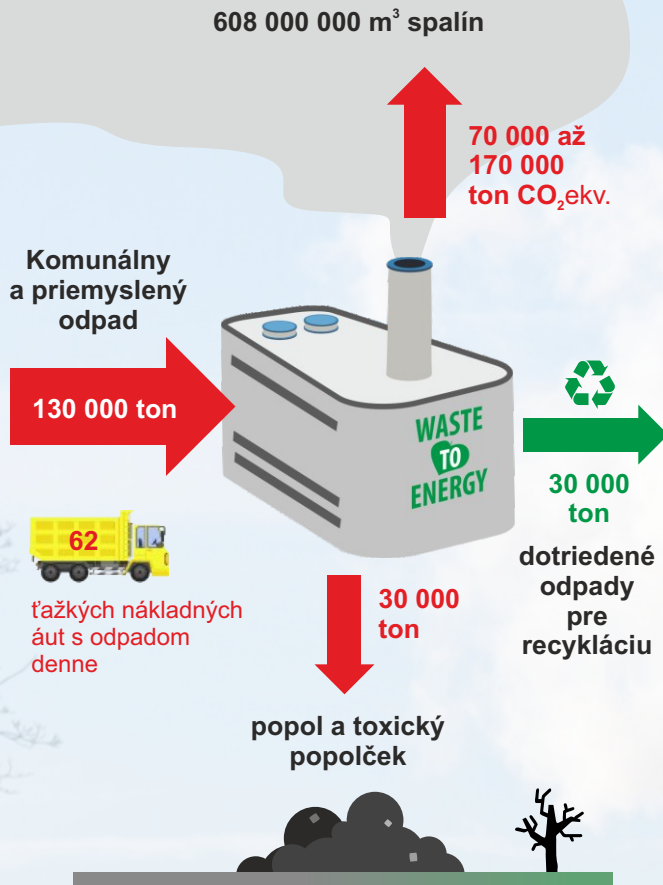 608 000 000 m³ spalín
70 000 až
170 000
ton CO₂ekv.
Komunálny
a priemyslený
odpad
130 000 ton
WASTE
TO
ENERGY
30 000
ton
dotriedené
odpady
pre
recykláciu
62
ťažkých nákladných
áut s odpadom
denne
30 000
ton
popol a toxický
popolček